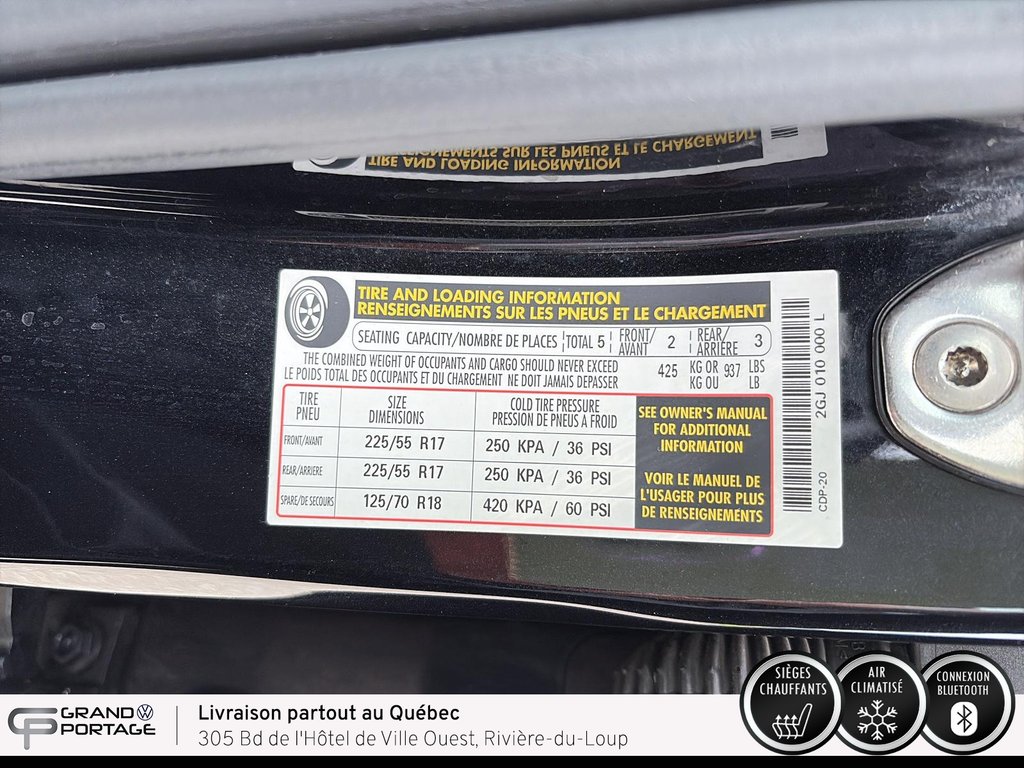 TIRE AND LOADING INFORMATION
RENSEIGNEMENTS SUR LES PNEUS ET LE CHARGEMENT
SEATING CAPACITY/NOMBRE DE PLACES TOTAL 5 FRONT/AVANT 2 REAR/ARRIÈRE 3
THE COMBINED WEIGHT OF OCCUPANTS AND CARGO SHOULD NEVER EXCEED 425 KG OR 937 LBS
LE POIDS TOTAL DES OCCUPANTS ET DU CHARGEMENT NE DOIT JAMAIS DEPASSER KG OU LB
TIRE SIZE COLD TIRE PRESSURE
PNEU DIMENSIONS PRESSION DE PNEUS A FROID
FRONT/AVANT 225/55 R17 250 KPA / 36 PSI
REAR/ARRIERE 225/55 R17 250 KPA / 36 PSI
SPARE/DE SECOURS 125/70 R18 420 KPA / 60 PSI
SEE OWNER'S MANUAL
FOR ADDITIONAL
INFORMATION
VOIR LE MANUEL DE
L'USAGER POUR PLUS
DE RENSEIGNEMENTS
2GJ 010 000 L
CDP-20
RENSEIGNEMENTS SUR LES PNEUS ET LE CHARGEMENT
TIRE AND LOADING INFORMATION
SIÈGES
CHAUFFANTS
AIR
CLIMATISÉ
CONNEXION
BLUETOOTH
GRAND
PORTAGE
Livraison partout au Québec
305 Bd de l'Hôtel de Ville Ouest, Rivière-du-Loup